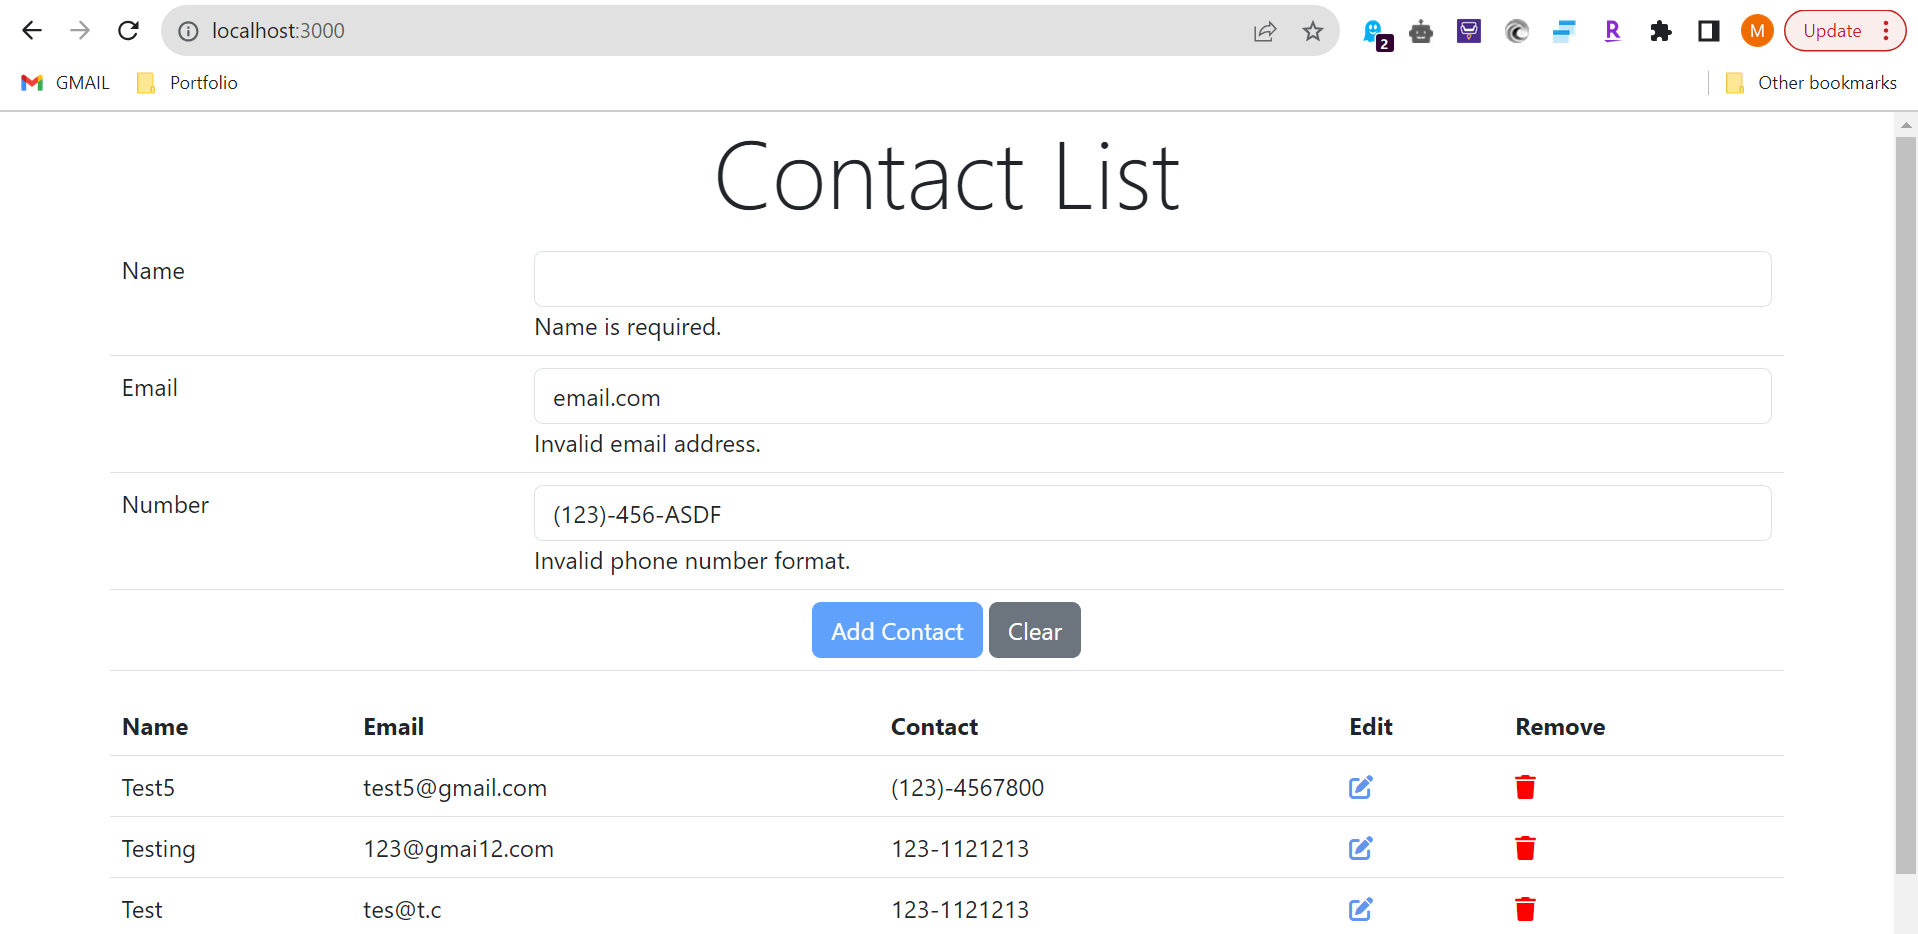 localhost:3000
2
R
M
Update
GMAIL
Portfolio
Other bookmarks
Contact List
Name
Name is required.
Email
email.com
Invalid email address.
Number
(123)-456-ASDF
Invalid phone number format.
Add Contact Clear
Name Email Contact Edit Remove
Test5 test5@gmail.com (123)-4567800
Testing 123@gmai12.com 123-1121213
Test tes@t.c 123-1121213